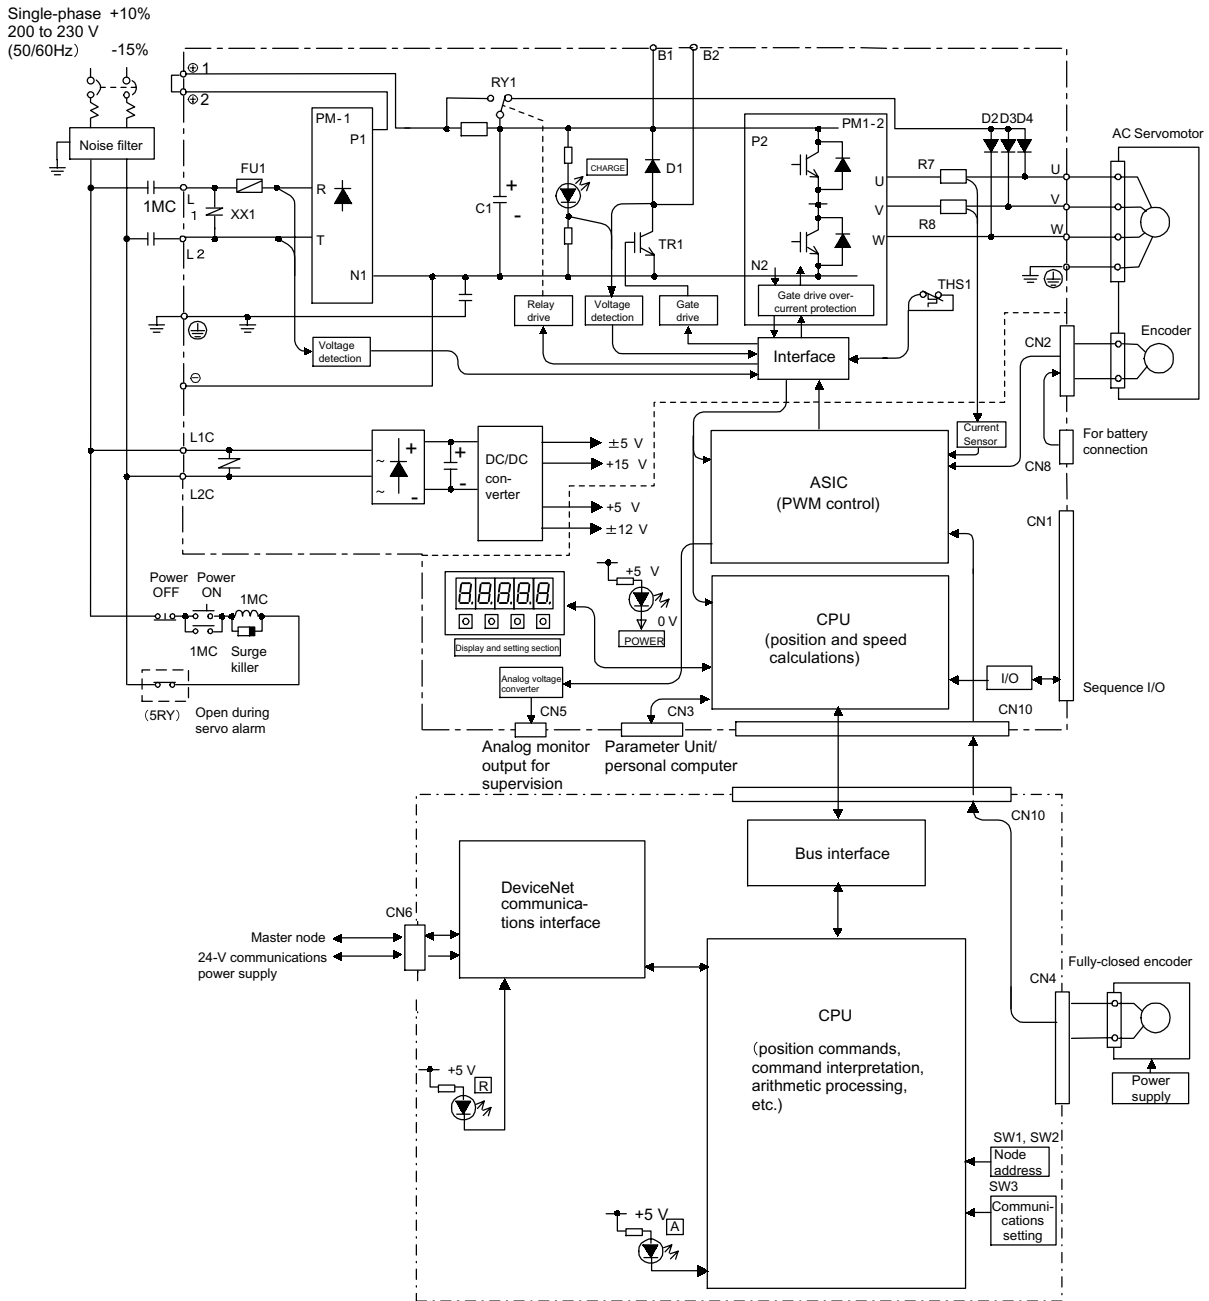 Single-phase +10%
200 to 230 V
(50/60Hz) -15%
⊕ 1
⊕ 2
B1 B2
RY1
PM-1
P1
Noise filter
FU1
R
1MC
L
1
XX1
T
L 2
N1
+
C1
-
CHARGE
D1
TR1
P2
PM1-2
U
V
W
N2
Gate drive over-
current protection
D2 D3 D4
R7
R8
U
V
W
AC Servomotor
THS1
Relay
drive
Voltage
detection
Gate
drive
Interface
Voltage
detection
⊖
CN2
Encoder
Current
Sensor
For battery
connection
CN8
L1C
L2C
~
~
+
-
+
-
DC/DC
con-
verter
±5 V
+15 V
+5 V
±12 V
ASIC
(PWM control)
CN1
Power
OFF
Power
ON
1MC
1MC
Surge
killer
(5RY)
Open during
servo alarm
8.8.8.8.8.
Display and setting section
+5 V
0 V
POWER
CPU
(position and speed
calculations)
I/O
Sequence I/O
Analog voltage
converter
CN5
CN3
CN10
Analog monitor
output for
supervision
Parameter Unit/
personal computer
CN10
Bus interface
DeviceNet
communica-
tions interface
CN6
Master node
24-V communications
power supply
+5 V
R
CPU
(position commands,
command interpretation,
arithmetic processing,
etc.)
CN4
Fully-closed encoder
Power
supply
SW1, SW2
Node
address
SW3
Communi-
cations
setting
+5 V
A